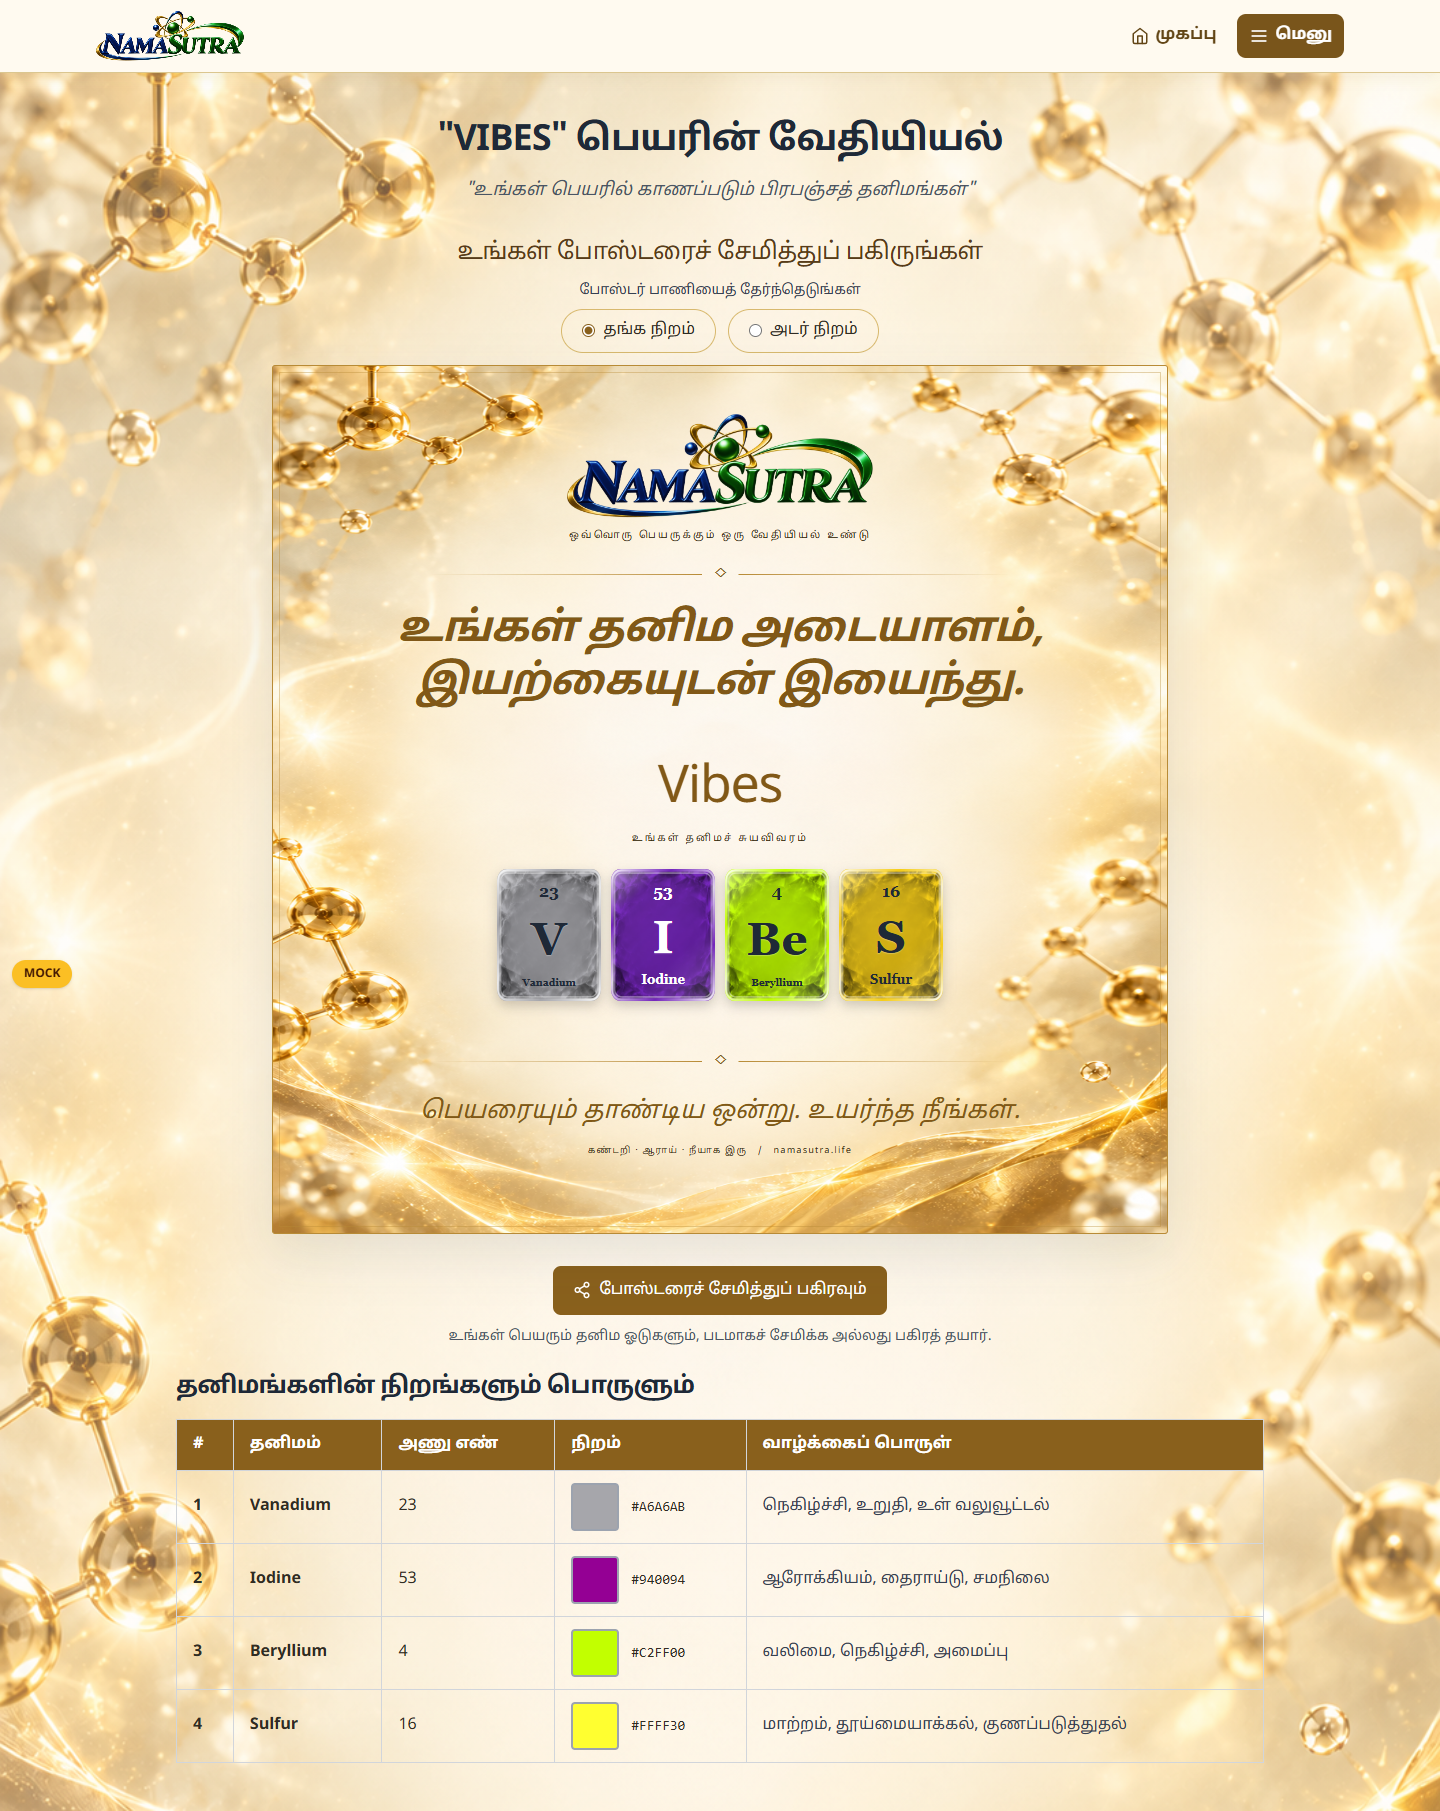 NAMASUTRA
முகப்பு
மெனு
"VIBES" பெயரின் வேதியியல்
"உங்கள் பெயரில் காணப்படும் பிரபஞ்சத் தனிமங்கள்"
உங்கள் போஸ்டரைச் சேமித்துப் பகிருங்கள்
போஸ்டர் பாணியைத் தேர்ந்தெடுங்கள்
தங்க நிறம்
அடர் நிறம்
NAMASUTRA
ஒவ்வொரு பெயருக்கும் ஒரு வேதியியல் உண்டு
உங்கள் தனிம அடையாளம்,
இயற்கையுடன் இயைந்து.
Vibes
உங்கள் தனிமச் சுயவிவரம்
23 53 4 16
V I Be S
Vanadium Iodine Beryllium Sulfur
MOCK
பெயரையும் தாண்டிய ஒன்று. உயர்ந்த நீங்கள்.
கண்டறி · ஆராய் · நீயாக இரு / namasutra.life
போஸ்டரைச் சேமித்துப் பகிரவும்
உங்கள் பெயரும் தனிம ஓடுகளும், படமாகச் சேமிக்க அல்லது பகிரத் தயார்.
தனிமங்களின் நிறங்களும் பொருளும்
# தனிமம் அணு எண் நிறம் வாழ்க்கைப் பொருள்
1 Vanadium 23 #A6A6AB நெகிழ்ச்சி, உறுதி, உள் வலுவூட்டல்
2 Iodine 53 #940094 ஆரோக்கியம், தைராய்டு, சமநிலை
3 Beryllium 4 #C2FF00 வலிமை, நெகிழ்ச்சி, அமைப்பு
4 Sulfur 16 #FFFF30 மாற்றம், தூய்மையாக்கல், குணப்படுத்துதல்